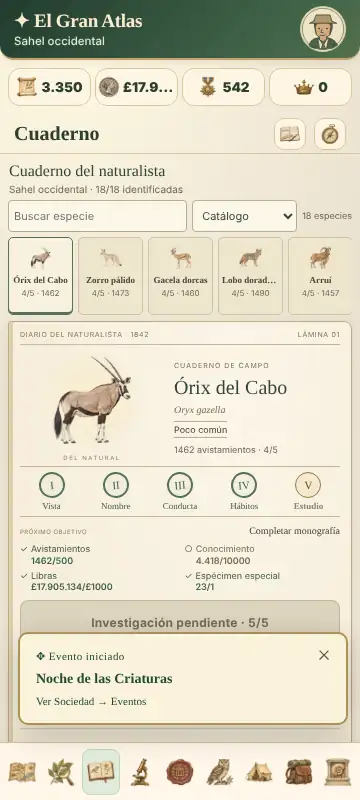 ✦ El Gran Atlas
Sahel occidental
3.350
£17.9...
542
0
Cuaderno
Cuaderno del naturalista
Sahel occidental · 18/18 identificadas
Buscar especie
Catálogo
18 especies
Órix del Cabo
4/5 · 1462
Zorro pálido
4/5 · 1473
Gacela dorcas
4/5 · 1460
Lobo dorad...
4/5 · 1490
Arruí
4/5 · 1457
DIARIO DEL NATURALISTA 1842
LÁMINA 01
CUADERNO DE CAMPO
Órix del Cabo
Oryx gazella
Poco común
1462 avistamientos · 4/5
DEL NATURAL
I
II
III
IV
V
Vista
Nombre
Conducta
Hábitos
Estudio
PRÓXIMO OBJETIVO
Completar monografía
✓ Avistamientos
1462/500
○ Conocimiento
4.418/10000
✓ Libras
£17.905.134/£1000
✓ Espécimen especial
23/1
Investigación pendiente · 5/5
✥ Evento iniciado
Noche de las Criaturas
Ver Sociedad → Eventos